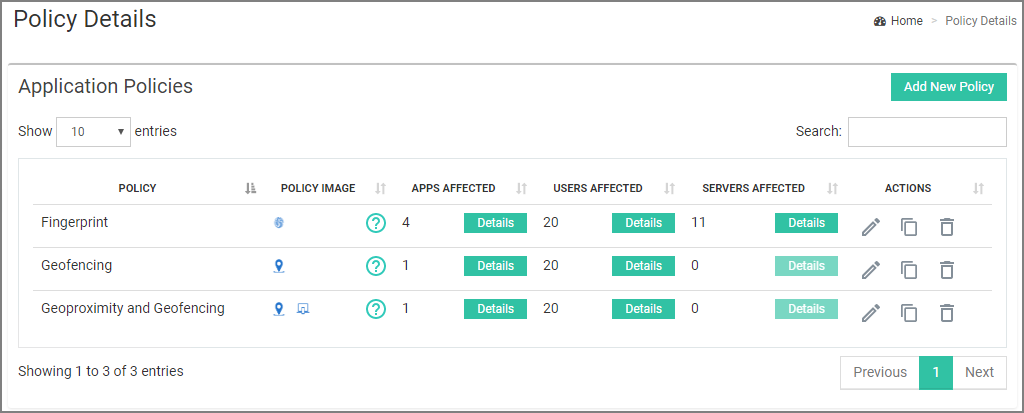 Policy Details
Home > Policy Details
Application Policies
Add New Policy
Show 10 entries
Search:
POLICY POLICY IMAGE APPS AFFECTED USERS AFFECTED SERVERS AFFECTED ACTIONS
Fingerprint ? 4 Details 20 Details 11 Details
Geofencing ? 1 Details 20 Details 0 Details
Geoproximity and Geofencing ? 1 Details 20 Details 0 Details
Showing 1 to 3 of 3 entries
Previous 1 Next